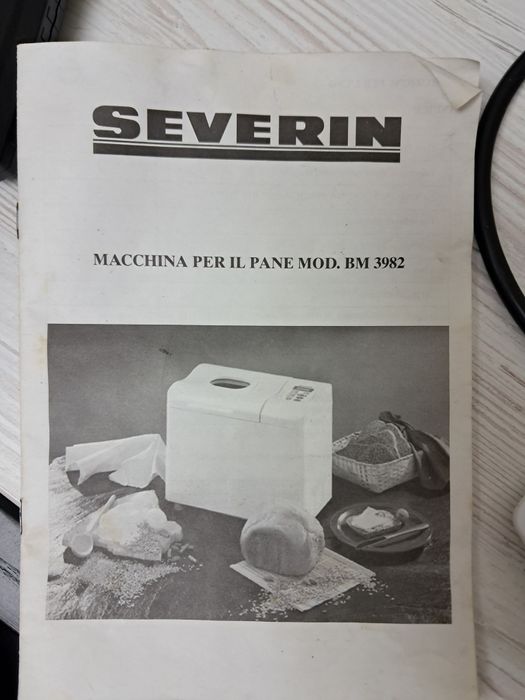 SEVERIN
MACCHINA PER IL PANE MOD. BM 3982